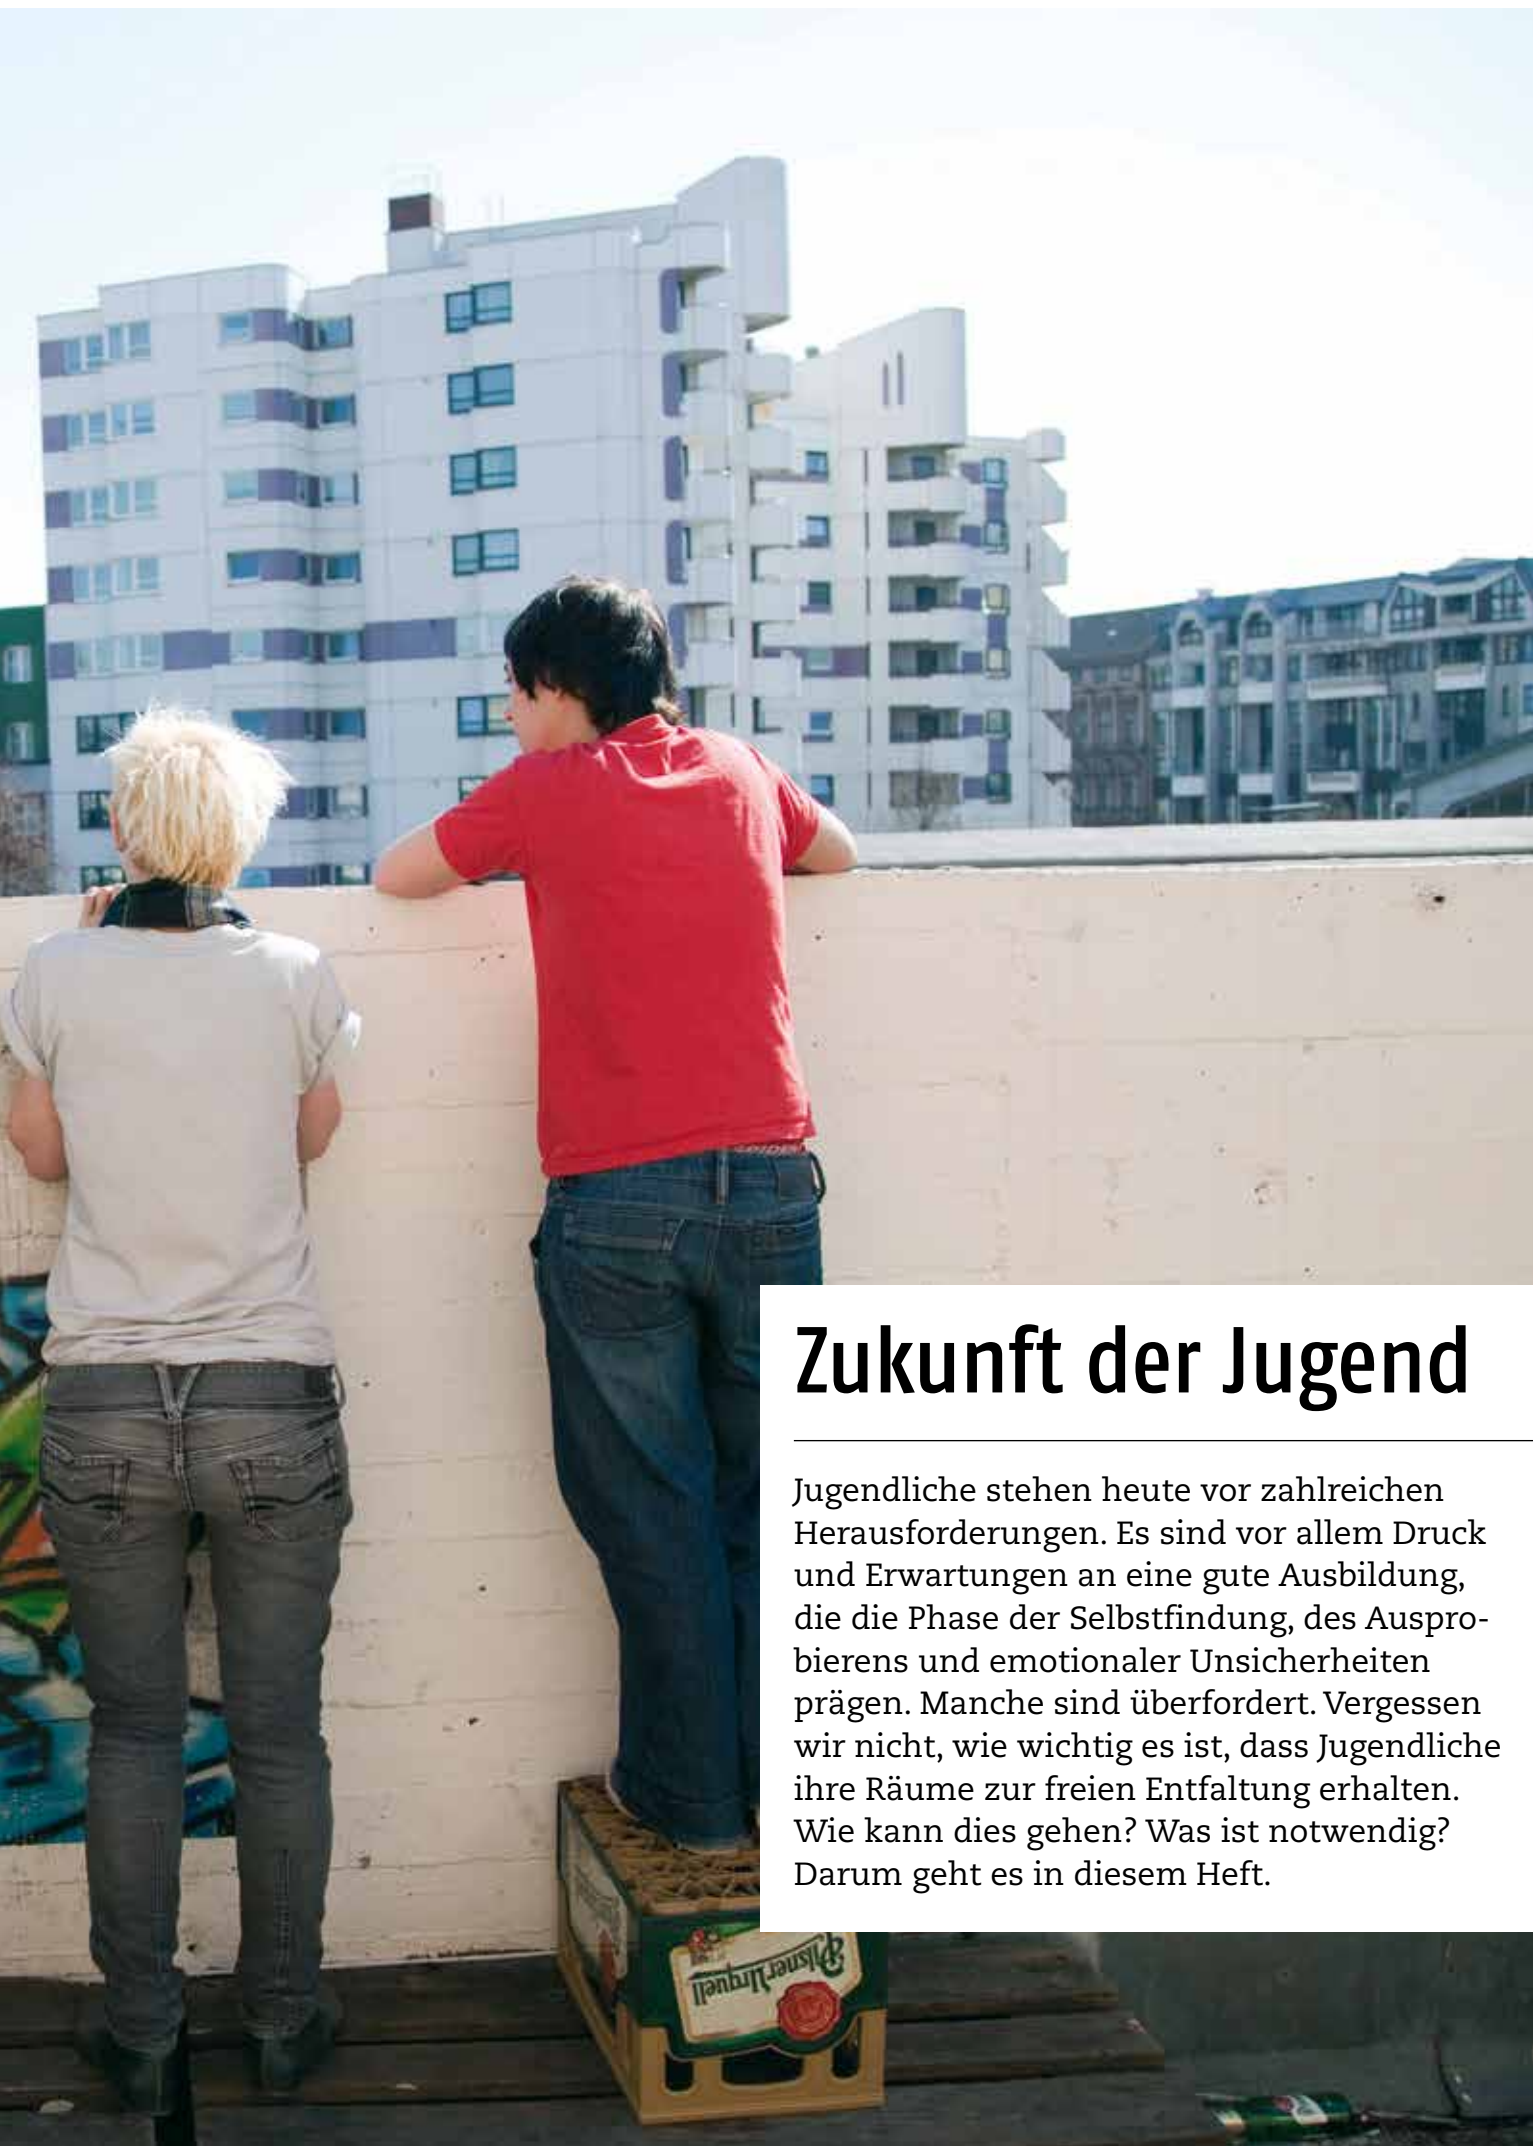 Zukunft der Jugend
Jugendliche stehen heute vor zahlreichen
Herausforderungen. Es sind vor allem Druck
und Erwartungen an eine gute Ausbildung,
die die Phase der Selbstfindung, des Auspro-
bierens und emotionaler Unsicherheiten
prägen. Manche sind überfordert. Vergessen
wir nicht, wie wichtig es ist, dass Jugendliche
ihre Räume zur freien Entfaltung erhalten.
Wie kann dies gehen? Was ist notwendig?
Darum geht es in diesem Heft.
Pilsner Urquell